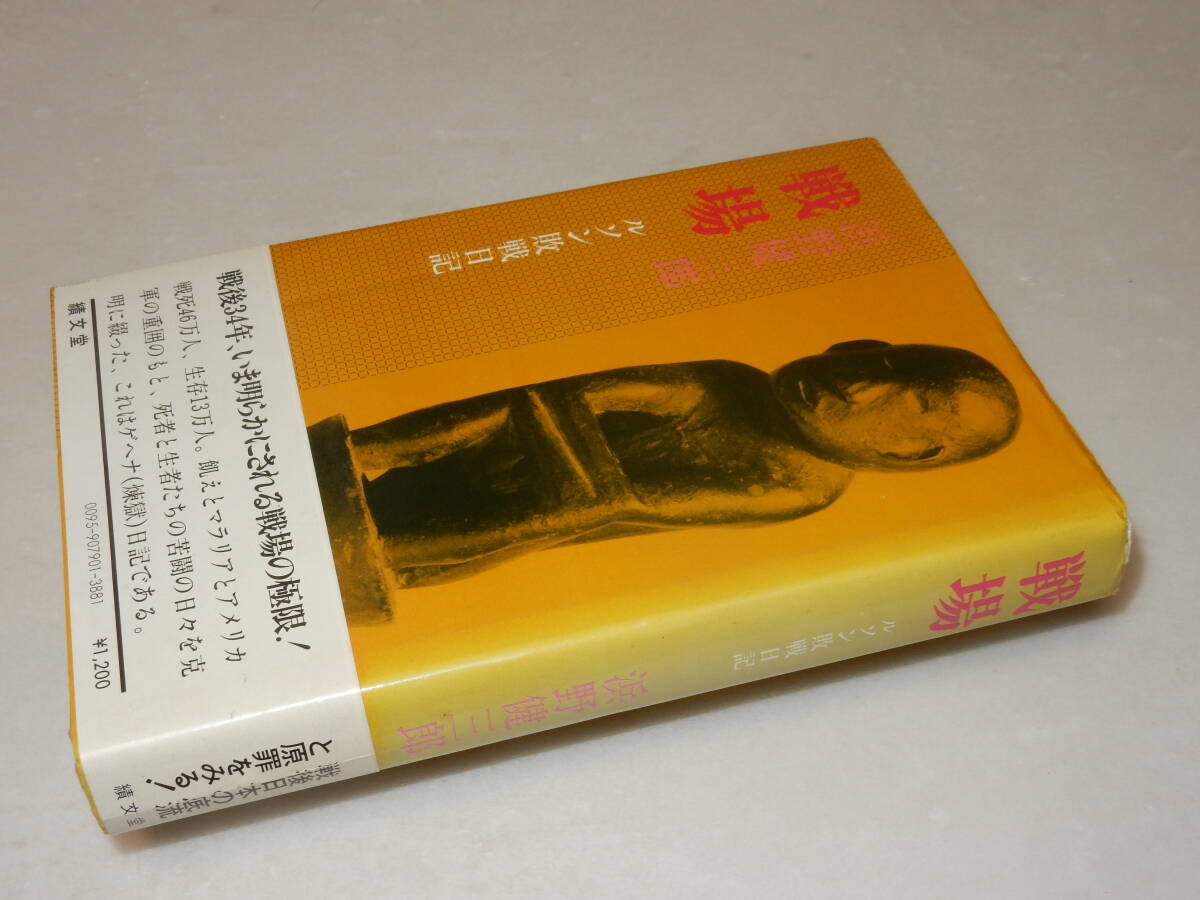 戦場
ルソン敗戦日記
浜野健三郎
戦後34年、いま明らかにされる戦場の極限！
戦死46万人、生存13万人。飢えとマラリアとアメリカ
軍の重囲のもと、死者と生者たちの苦闘の日々を克
明に綴った、これはゲヘナ(煉獄)日記である。
績文堂
0095-907901-3881
¥1,200
戦場
ルソン敗戦日記
浜野健三郎
戦後日本の底流
と原罪をみる！
績文堂